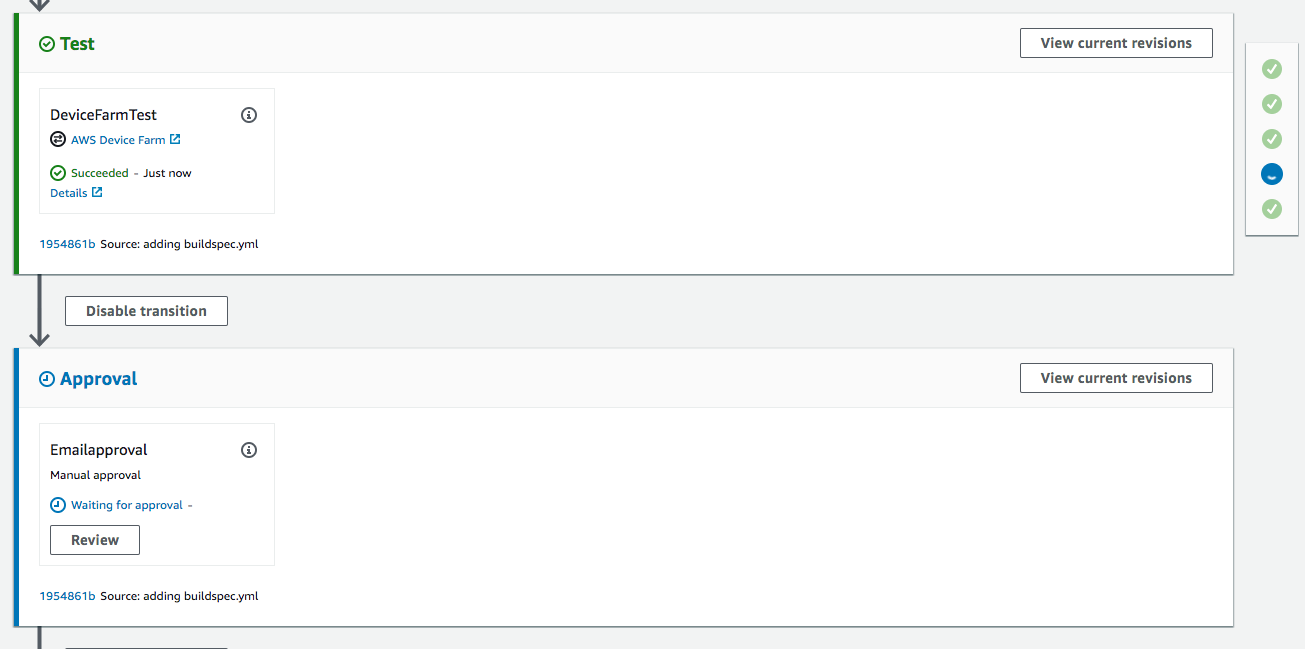 Test
View current revisions
DeviceFarmTest
AWS Device Farm
Succeeded - Just now
Details
1954861b Source: adding buildspec.yml
Disable transition
Approval
View current revisions
Emailapproval
Manual approval
Waiting for approval -
Review
1954861b Source: adding buildspec.yml